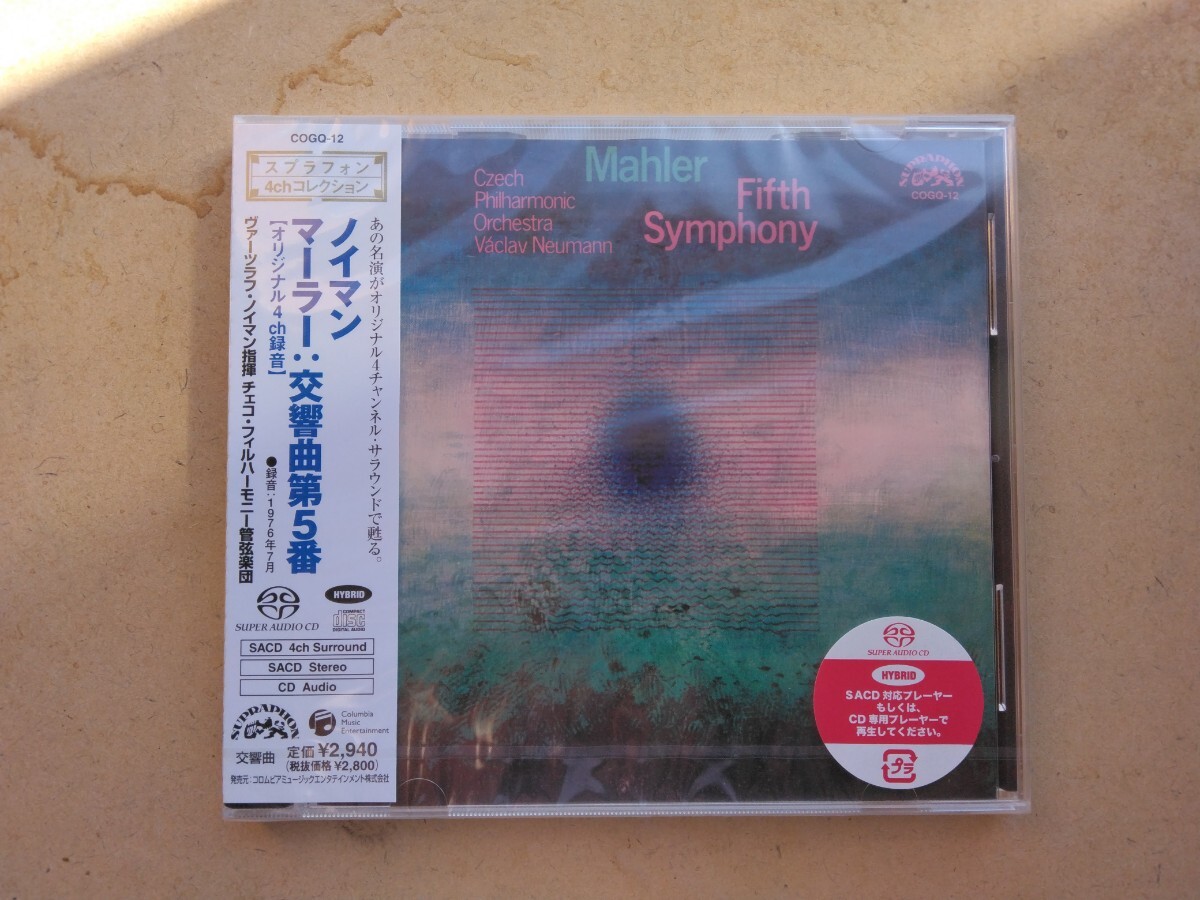 COGQ-12
スプラフォン
4chコレクション
あの名演がオリジナル4チャンネル・サラウンドで甦る。
ノイマン
マーラー:交響曲第5番
[オリジナル4ch録音]
●録音:1976年7月
ヴァーツラフ・ノイマン指揮 チェコ・フィルハーモニー管弦楽団
SUPER AUDIO CD
HYBRID
COMPACT
disc
DIGITAL AUDIO
SACD 4ch Surround
SACD Stereo
CD Audio
SUPRAPHON
Columbia
Music
Entertainment
交響曲
定価 ¥2,940
(税抜価格 ¥2,800)
発売元:コロムビアミュージックエンタテインメント株式会社
Mahler
Fifth
Symphony
Czech
Philharmonic
Orchestra
Václav Neumann
SUPRAPHON
COGQ-12
SUPER AUDIO CD
HYBRID
SACD対応プレーヤー
もしくは、
CD専用プレーヤーで
再生してください。
プラ